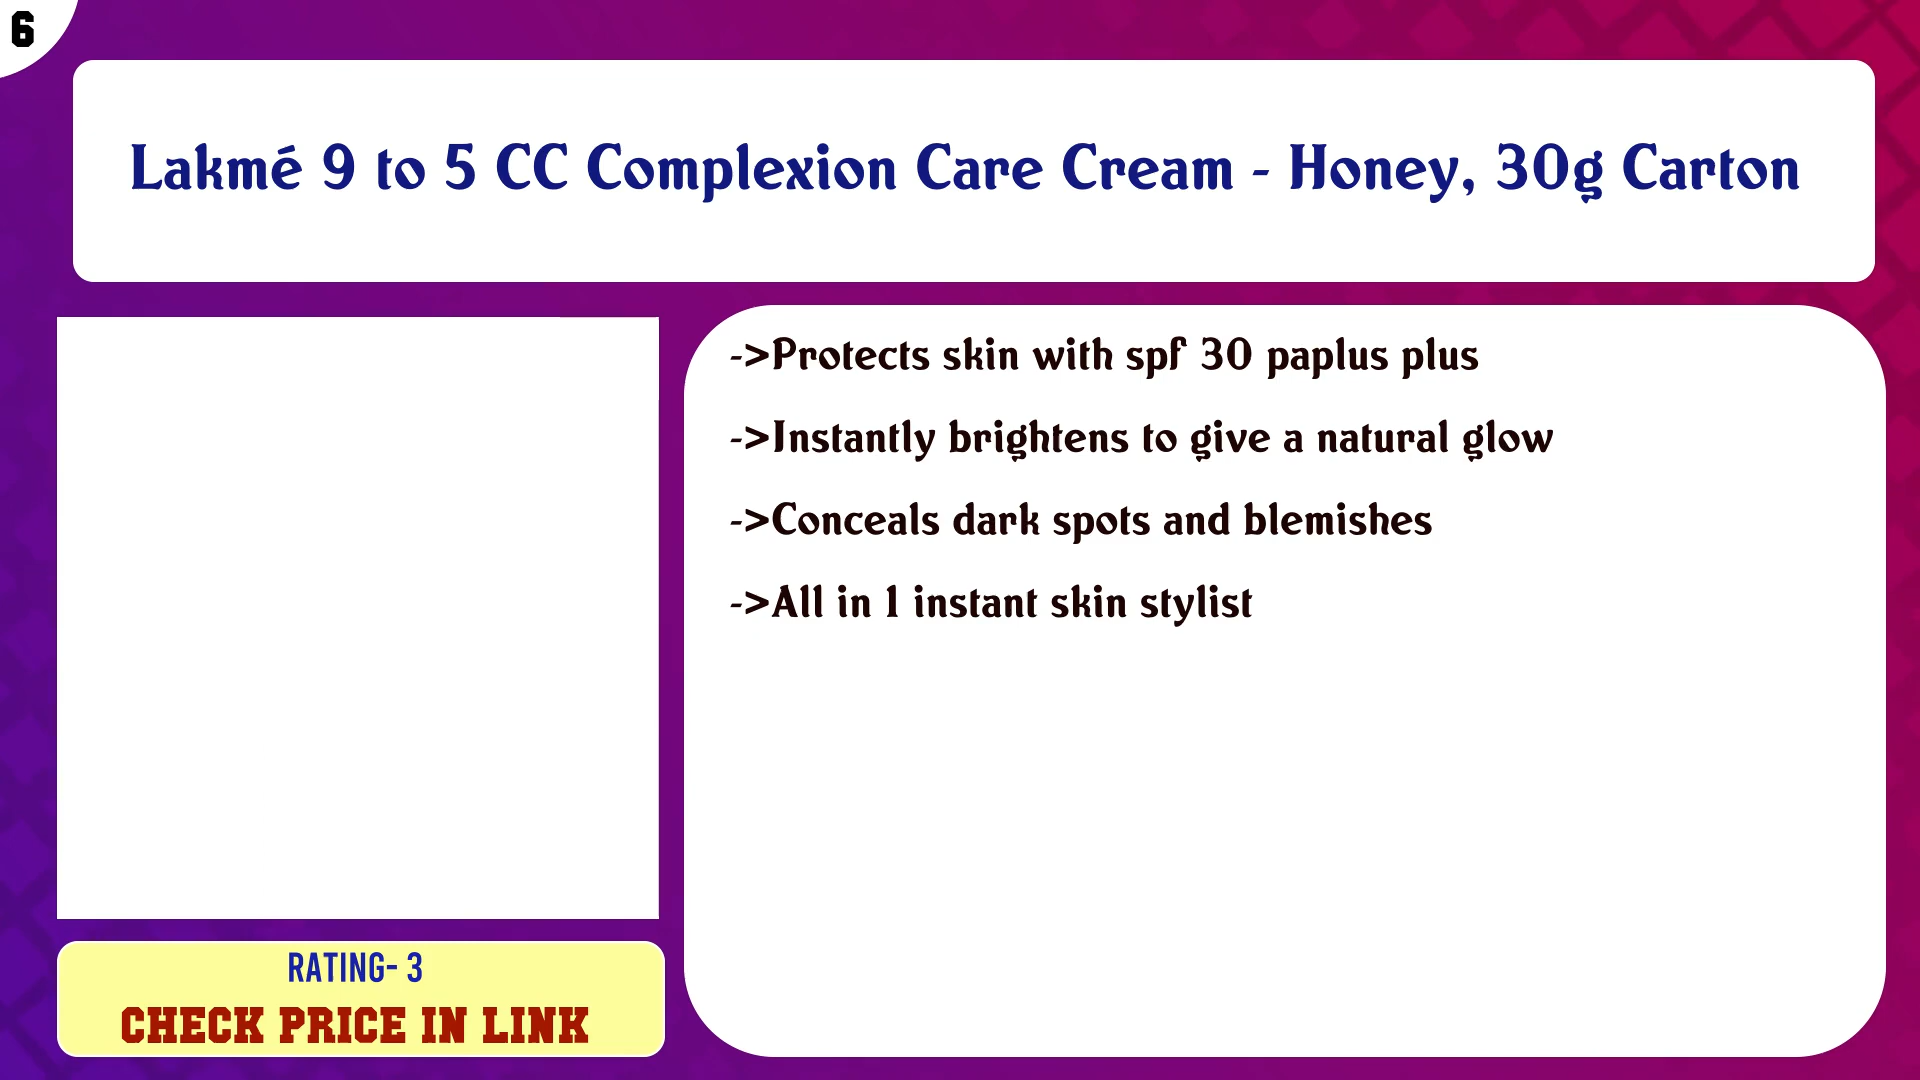 6
Lakmé 9 to 5 CC Complexion Care Cream - Honey, 30g Carton
->Protects skin with spf 30 paplus plus
->Instantly brightens to give a natural glow
->Conceals dark spots and blemishes
->All in 1 instant skin stylist
RATING- 3
CHECK PRICE IN LINK